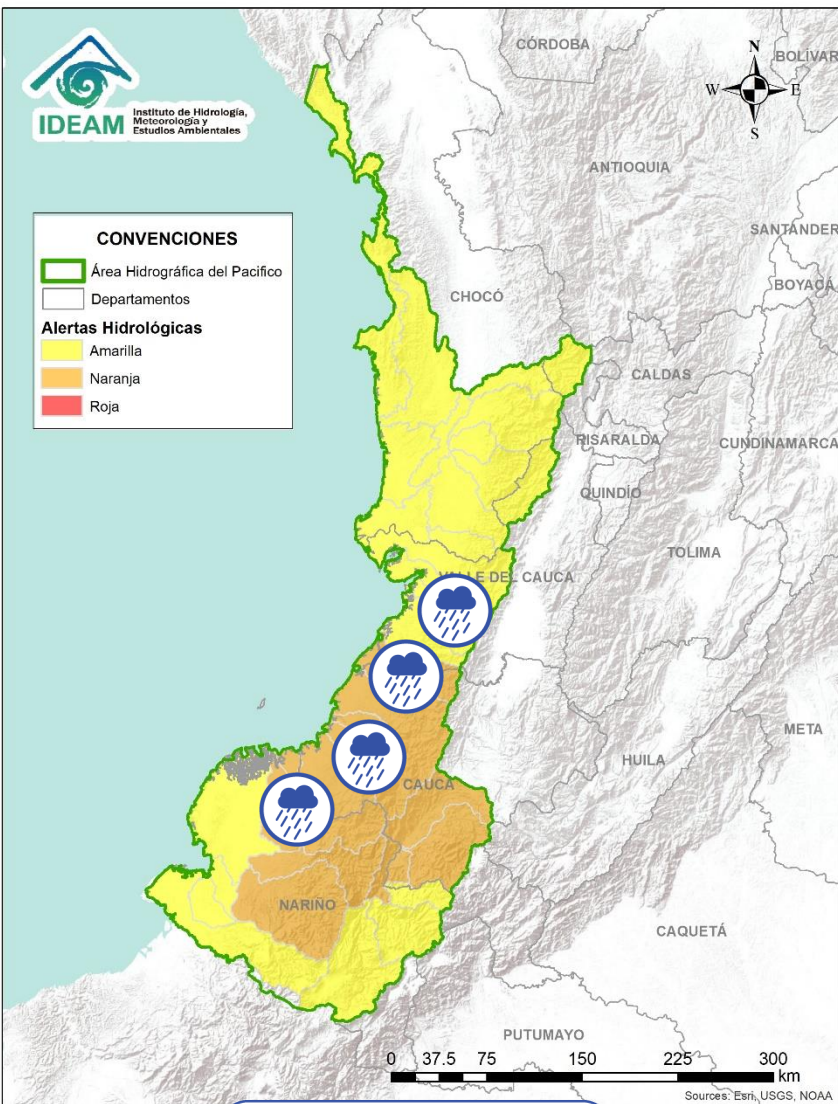 IDEAM
Instituto de Hidrología,
Meteorología y
Estudios Ambientales
CONVENCIONES
Área Hidrográfica del Pacifico
Departamentos
Alertas Hidrológicas
Amarilla
Naranja
Roja
N
W
E
S
CÓRDOBA
BOLÍVAR
ANTIOQUIA
SANTANDER
BOYACÁ
CHOCÓ
CALDAS
RISARALDA
CUNDINAMARCA
QUINDÍO
TOLIMA
VALLE DEL CAUCA
META
HUILA
CAUCA
NARIÑO
CAQUETÁ
PUTUMAYO
0 37.5 75 150 225 300
km
Sources: Esri, USGS, NOAA